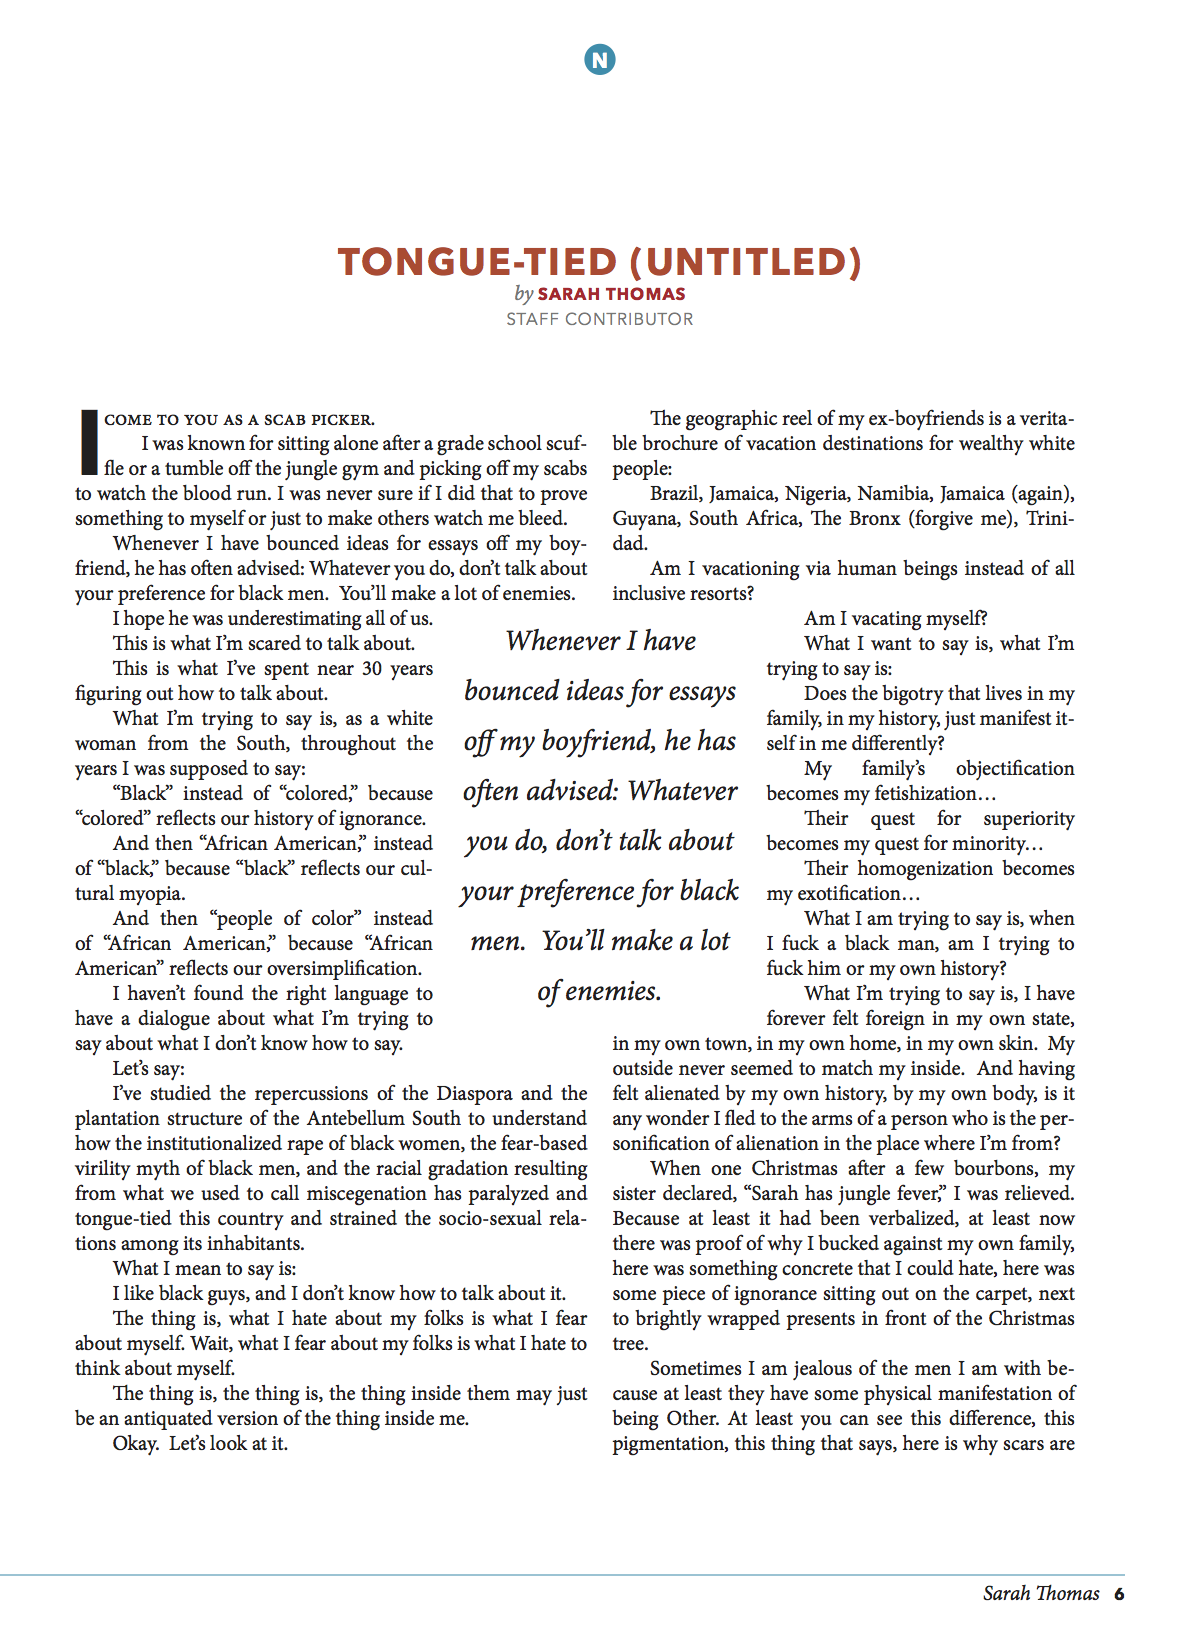 N
TONGUE-TIED (UNTITLED)
by SARAH THOMAS
STAFF CONTRIBUTOR
I COME TO YOU AS A SCAB PICKER.
I was known for sitting alone after a grade school scuf-
fle or a tumble off the jungle gym and picking off my scabs
to watch the blood run. I was never sure if I did that to prove
something to myself or just to make others watch me bleed.
Whenever I have bounced ideas for essays off my boy-
friend, he has often advised: Whatever you do, don’t talk about
your preference for black men.  You’ll make a lot of enemies.
I hope he was underestimating all of us.
This is what I’m scared to talk about.
This is what I’ve spent near 30 years
figuring out how to talk about.
What I’m trying to say is, as a white
woman from the South, throughout the
years I was supposed to say:
“Black” instead of “colored,” because
“colored” reflects our history of ignorance.
And then “African American,” instead
of “black,” because “black” reflects our cul-
tural myopia.
And then “people of color” instead
of “African American,” because “African
American” reflects our oversimplification.
I haven’t found the right language to
have a dialogue about what I’m trying to
say about what I don’t know how to say.
Let’s say:
I’ve studied the repercussions of the Diaspora and the
plantation structure of the Antebellum South to understand
how the institutionalized rape of black women, the fear-based
virility myth of black men, and the racial gradation resulting
from what we used to call miscegenation has paralyzed and
tongue-tied this country and strained the socio-sexual rela-
tions among its inhabitants.
What I mean to say is:
I like black guys, and I don’t know how to talk about it.
The thing is, what I hate about my folks is what I fear
about myself. Wait, what I fear about my folks is what I hate to
think about myself.
The thing is, the thing is, the thing inside them may just
be an antiquated version of the thing inside me.
Okay.  Let’s look at it.
Whenever I have
bounced ideas for essays
off my boyfriend, he has
often advised: Whatever
you do, don’t talk about
your preference for black
men.  You’ll make a lot
of enemies.
The geographic reel of my ex-boyfriends is a verita-
ble brochure of vacation destinations for wealthy white
people:
Brazil, Jamaica, Nigeria, Namibia, Jamaica (again),
Guyana, South Africa, The Bronx (forgive me), Trini-
dad.
Am I vacationing via human beings instead of all
inclusive resorts?
Am I vacating myself?
What I want to say is, what I’m
trying to say is:
Does the bigotry that lives in my
family, in my history, just manifest it-
self in me differently?
My family’s objectification
becomes my fetishization…
Their quest for superiority
becomes my quest for minority…
Their homogenization becomes
my exotification…
What I am trying to say is, when
I fuck a black man, am I trying to
fuck him or my own history?
What I’m trying to say is, I have
forever felt foreign in my own state,
in my own town, in my own home, in my own skin.  My
outside never seemed to match my inside.  And having
felt alienated by my own history, by my own body, is it
any wonder I fled to the arms of a person who is the per-
sonification of alienation in the place where I’m from?
When one Christmas after a few bourbons, my
sister declared, “Sarah has jungle fever,” I was relieved.
Because at least it had been verbalized, at least now
there was proof of why I bucked against my own family,
here was something concrete that I could hate, here was
some piece of ignorance sitting out on the carpet, next
to brightly wrapped presents in front of the Christmas
tree.
Sometimes I am jealous of the men I am with be-
cause at least they have some physical manifestation of
being Other. At least you can see this difference, this
pigmentation, this thing that says, here is why scars are
Sarah Thomas 6